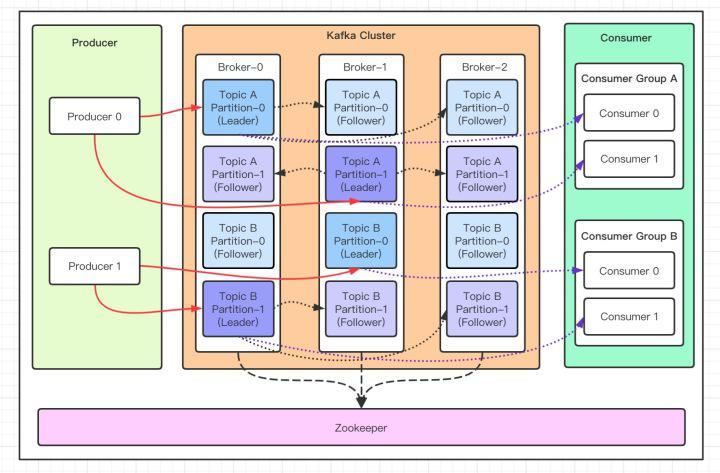 Producer
Producer 0
Producer 1
Kafka Cluster
Broker-0
Topic A
Partition-0
(Leader)
Topic A
Partition-1
(Follower)
Topic B
Partition-0
(Follower)
Topic B
Partition-1
(Leader)
Broker-1
Topic A
Partition-0
(Follower)
Topic A
Partition-1
(Leader)
Topic B
Partition-0
(Leader)
Topic B
Partition-1
(Follower)
Broker-2
Topic A
Partition-0
(Follower)
Topic A
Partition-1
(Follower)
Topic B
Partition-0
(Follower)
Topic B
Partition-1
(Follower)
Consumer
Consumer Group A
Consumer 0
Consumer 1
Consumer Group B
Consumer 0
Consumer 1
Zookeeper